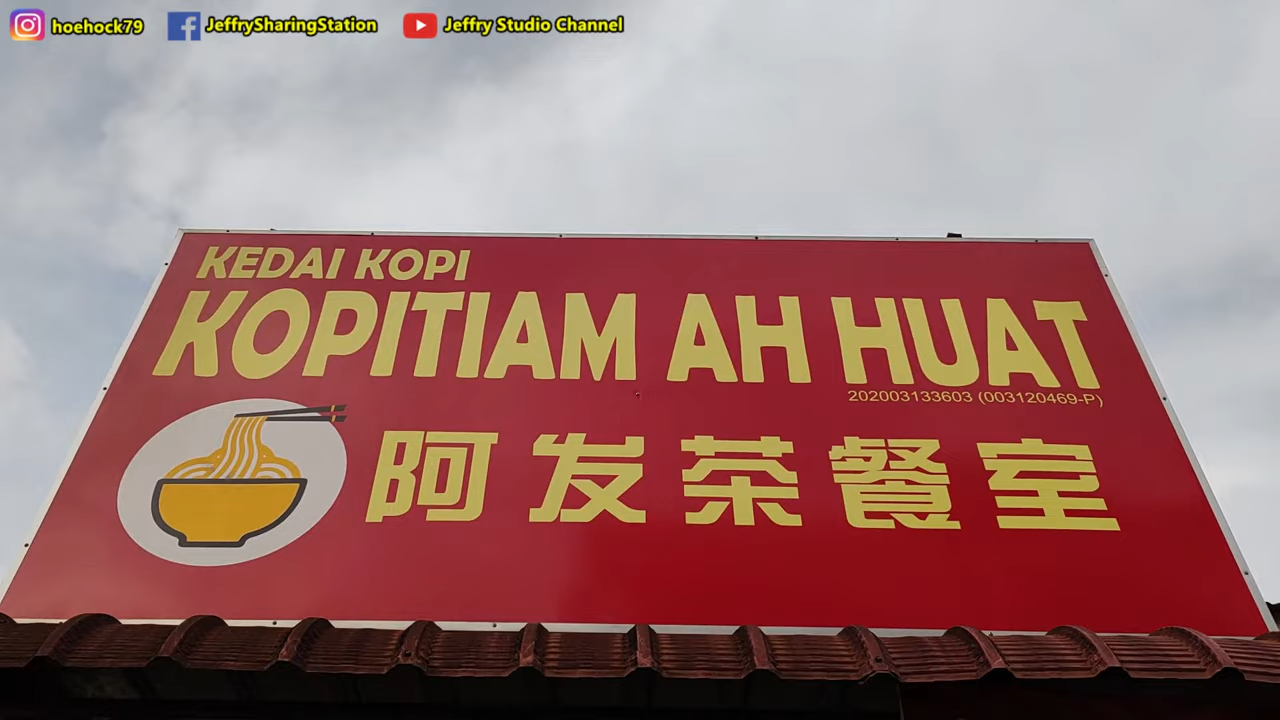 hoehock79 JeffrySharingStation Jeffry Studio Channel
KEDAI KOPI
KOPITIAM AH HUAT
202003133603 (003120469-P)
阿发茶餐室